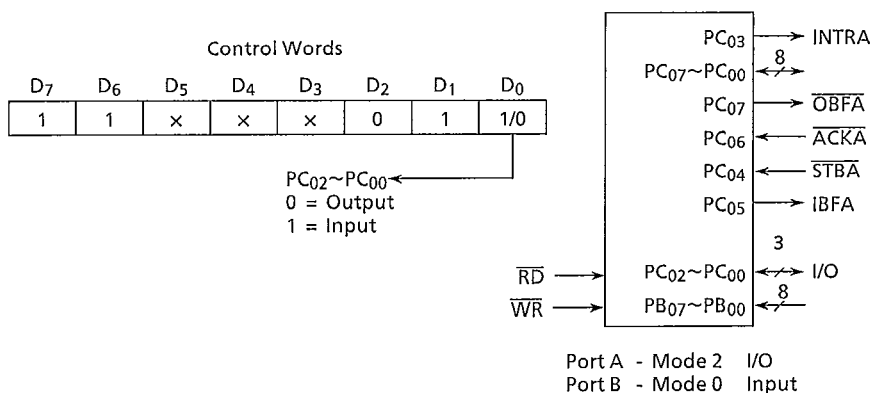 Control Words
D7 D6 D5 D4 D3 D2 D1 D0
1 1 × × × 0 1 1/0
PC02~PC00
0 = Output
1 = Input
PC03 INTRA
8
PC07~PC00
PC07 OBFA
PC06 ACKA
PC04 STBA
PC05 IBFA
3
RD PC02~PC00 I/O
8
WR PB07~PB00
Port A - Mode 2 I/O
Port B - Mode 0 Input